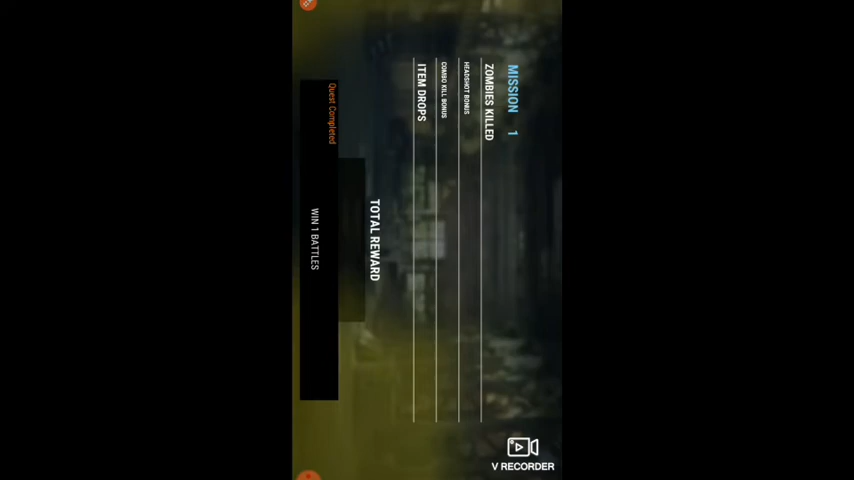 MISSION 1
ZOMBIES KILLED
HEADSHOT BONUS
COMBO KILL BONUS
ITEM DROPS
TOTAL REWARD
Quest Completed
WIN 1 BATTLES
V RECORDER